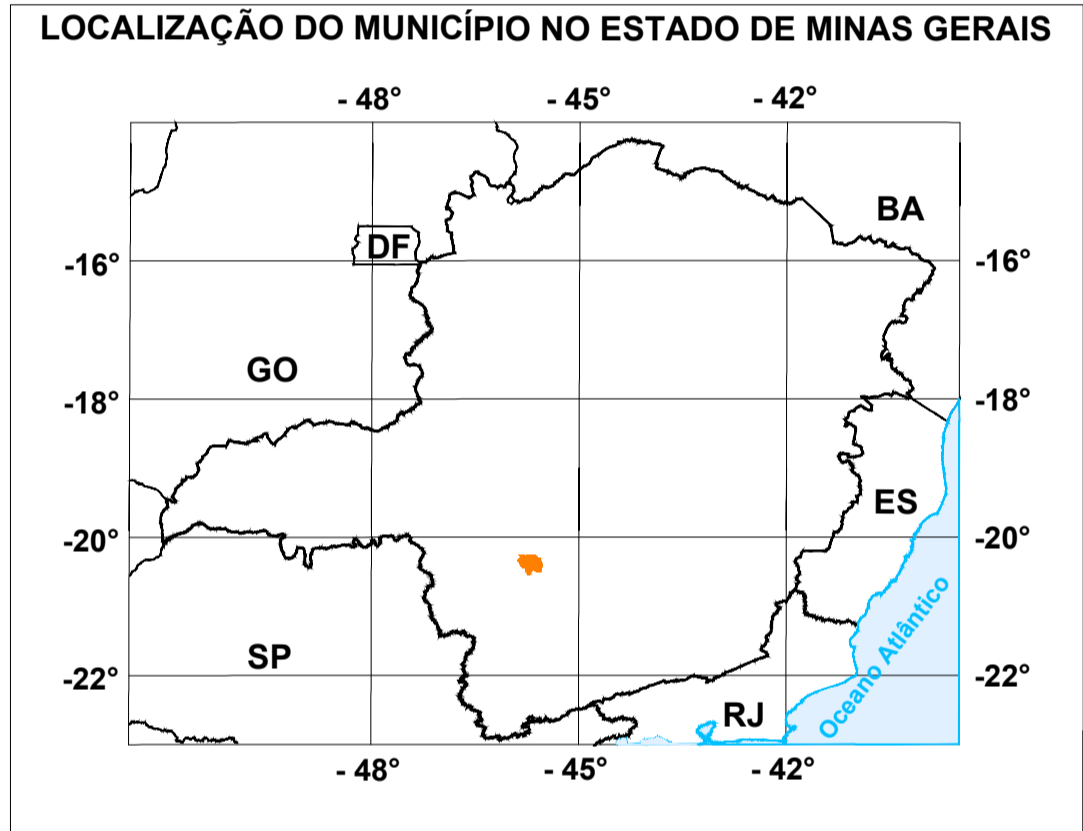 LOCALIZAÇÃO DO MUNICÍPIO NO ESTADO DE MINAS GERAIS
- 48° - 45° - 42°
BA
DF
-16° -16°
GO
-18° -18°
ES
-20° -20°
Oceano Atlântico
SP
-22° -22°
RJ
- 48° - 45° - 42°